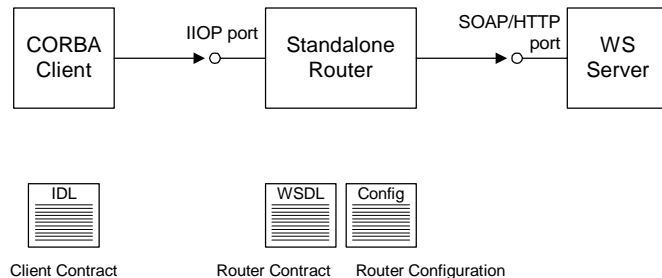 CORBA
Client
IIOP port
Standalone
Router
SOAP/HTTP
port
WS
Server
IDL
WSDL
Config
Client Contract
Router Contract
Router Configuration